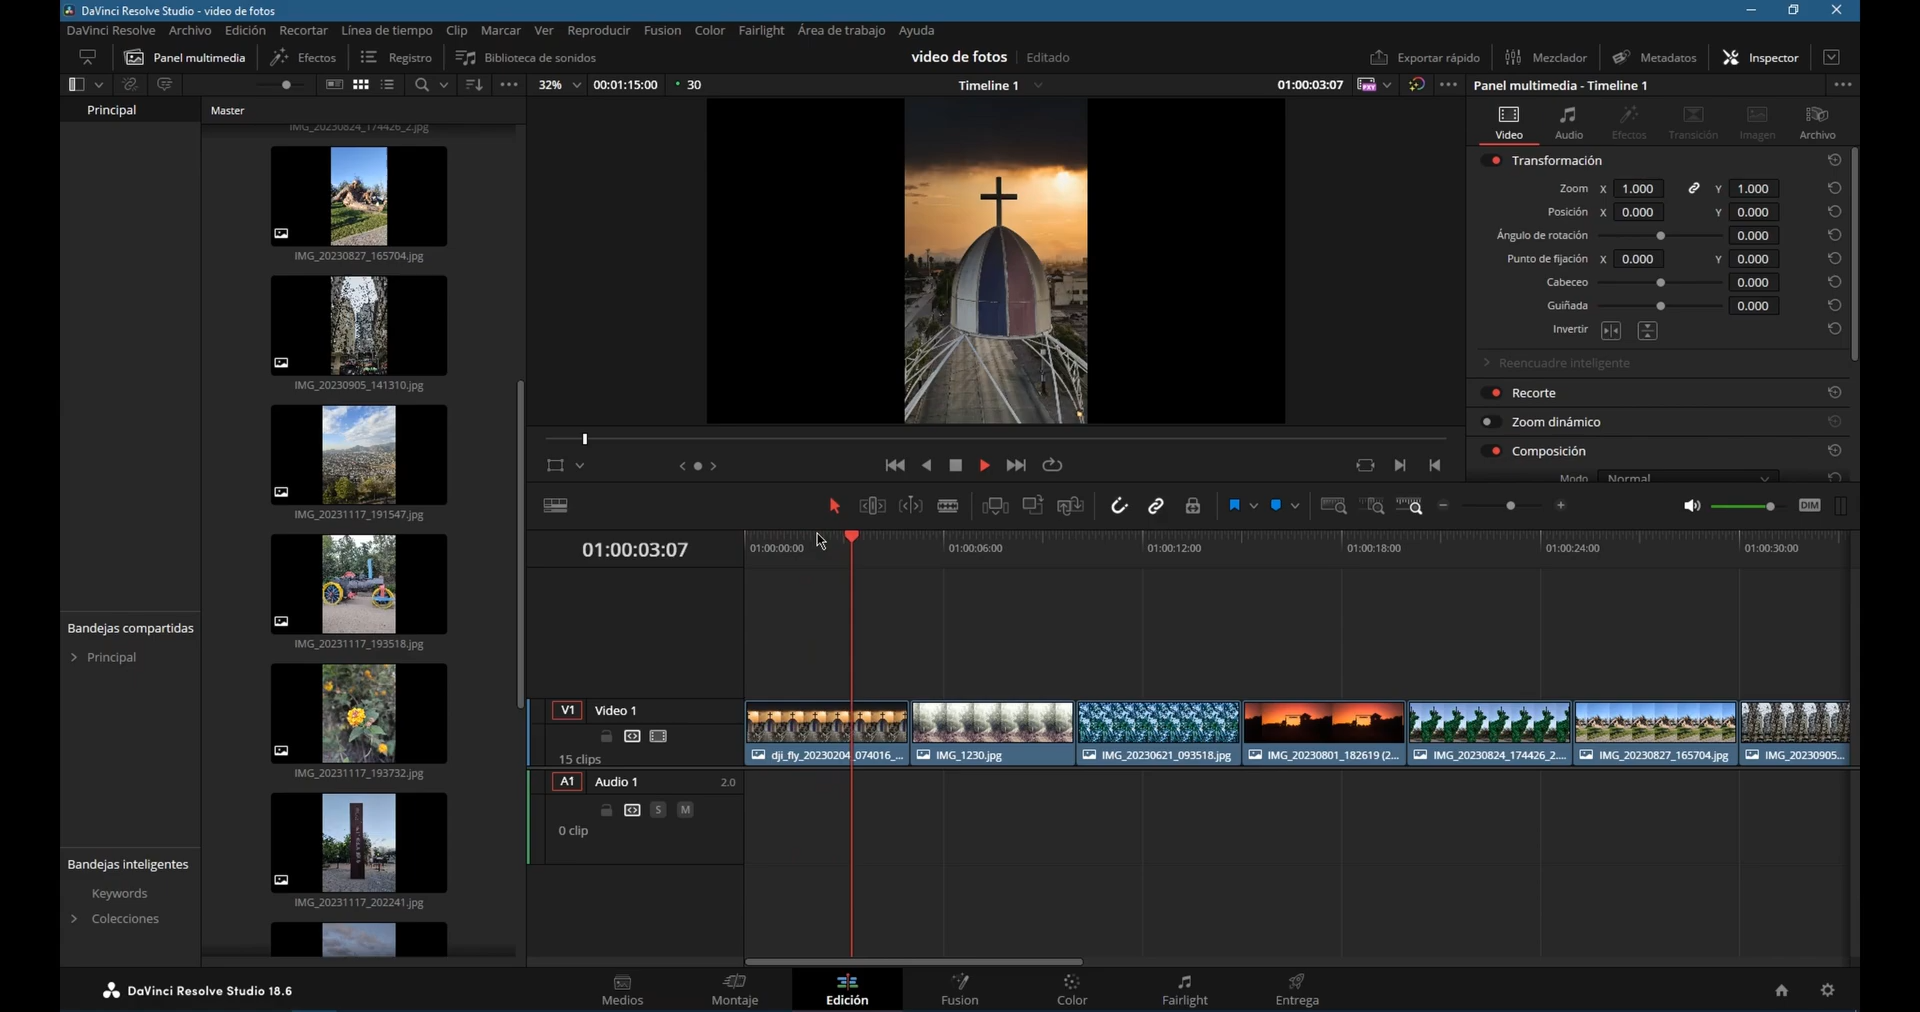 DaVinci Resolve Studio - video de fotos
DaVinci Resolve Archivo Edición Recortar Línea de tiempo Clip Marcar Ver Reproducir Fusion Color Fairlight Área de trabajo Ayuda
Panel multimedia Efectos Registro Biblioteca de sonidos video de fotos Editado Exportar rápido Mezclador Metadatos Inspector
32% 00:01:15:00 30 Timeline 1 01:00:03:07 Panel multimedia - Timeline 1
Principal Master
IMG_20230824_174426_2.jpg
IMG_20230827_165704.jpg
IMG_20230905_141310.jpg
IMG_20231117_191547.jpg
IMG_20231117_193518.jpg
IMG_20231117_193732.jpg
IMG_20231117_202241.jpg
Bandejas compartidas
Principal
Bandejas inteligentes
Keywords
Colecciones
Video Audio Efectos Transición Imagen Archivo
Transformación
Zoom X 1.000 Y 1.000
Posición X 0.000 Y 0.000
Ángulo de rotación 0.000
Punto de fijación X 0.000 Y 0.000
Cabeceo 0.000
Guiñada 0.000
Invertir
Reencuadre inteligente
Recorte
Zoom dinámico
Composición
Modo Normal
DIM
01:00:03:07 01:00:00:00 01:00:06:00 01:00:12:00 01:00:18:00 01:00:24:00 01:00:30:00
V1 Video 1
15 clips
dji_fly_20230204_074016_... IMG_1230.jpg IMG_20230621_093518.jpg IMG_20230801_182619 (2... IMG_20230824_174426_2.... IMG_20230827_165704.jpg IMG_20230905...
A1 Audio 1 2.0
S M
0 clip
DaVinci Resolve Studio 18.6
Medios Montaje Edición Fusion Color Fairlight Entrega